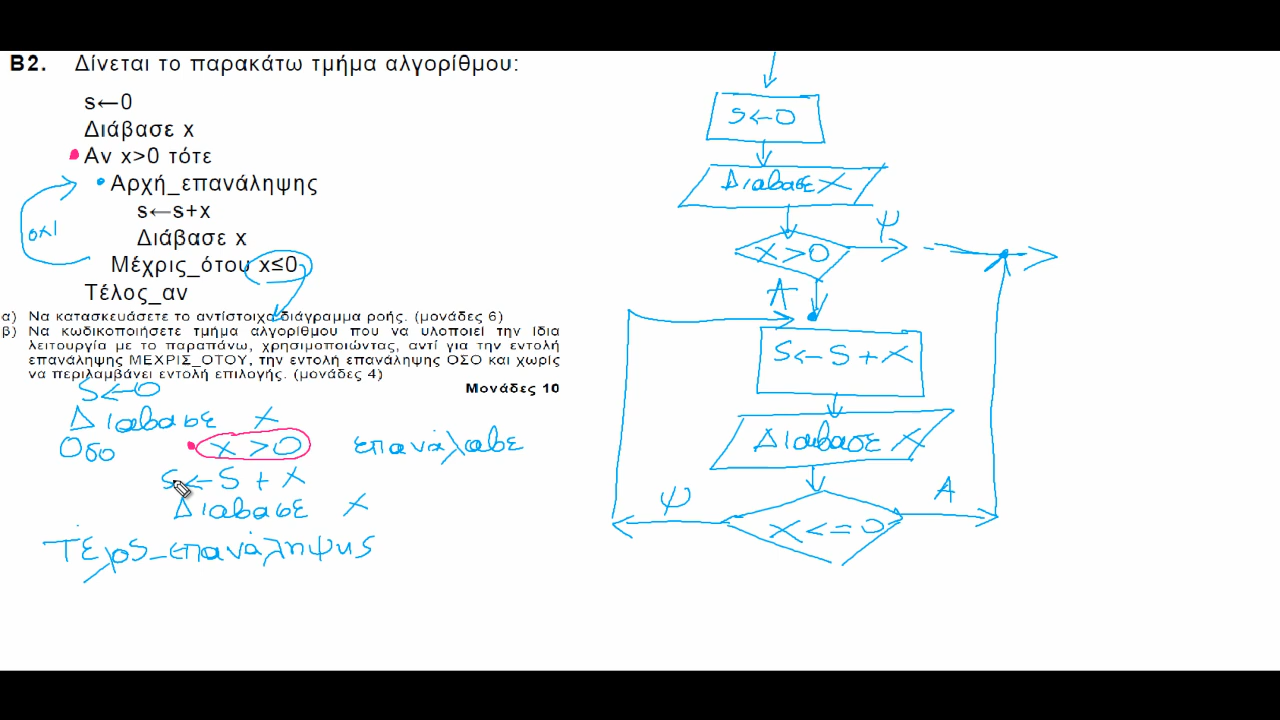 B2. Δίνεται το παρακάτω τμήμα αλγορίθμου:
s←0
Διάβασε x
Αν x>0 τότε
Αρχή_επανάληψης
s←s+x
Διάβασε x
Μέχρις_ότου x≤0
Τέλος_αν
οχι
α) Να κατασκευάσετε το αντίστοιχο διάγραμμα ροής. (μονάδες 6)
β) Να κωδικοποιήσετε τμήμα αλγορίθμου που να υλοποιεί την ίδια
λειτουργία με το παραπάνω, χρησιμοποιώντας, αντί για την εντολή
επανάληψης ΜΕΧΡΙΣ_ΟΤΟΥ, την εντολή επανάληψης ΟΣΟ και χωρίς
να περιλαμβάνει εντολή επιλογής. (μονάδες 4)
Μονάδες 10
S←0
Διαβασε X
Οσο x >0 επανάλαβε
S← S + X
Διαβασε X
Τέλος_επανάληψης
S←0
Διαβασε X
X>0
Ψ
Α
S← S + X
Διαβασε X
X<=0
Ψ
Α